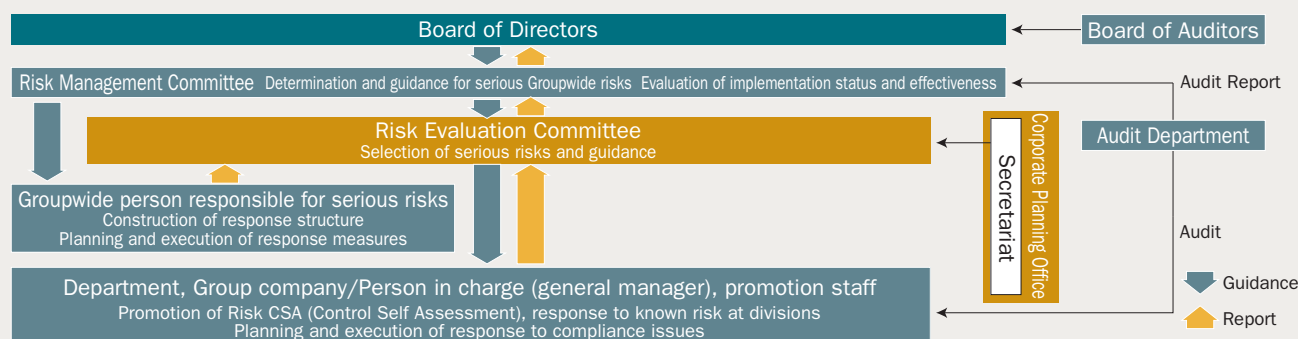 Board of Directors
Board of Auditors
Risk Management Committee Determination and guidance for serious Groupwide risks Evaluation of implementation status and effectiveness
Audit Report
Risk Evaluation Committee
Selection of serious risks and guidance
Secretariat
Corporate Planning Office
Audit Department
Groupwide person responsible for serious risks
Construction of response structure
Planning and execution of response measures
Audit
Department, Group company/Person in charge (general manager), promotion staff
Promotion of Risk CSA (Control Self Assessment), response to known risk at divisions
Planning and execution of response to compliance issues
Guidance
Report